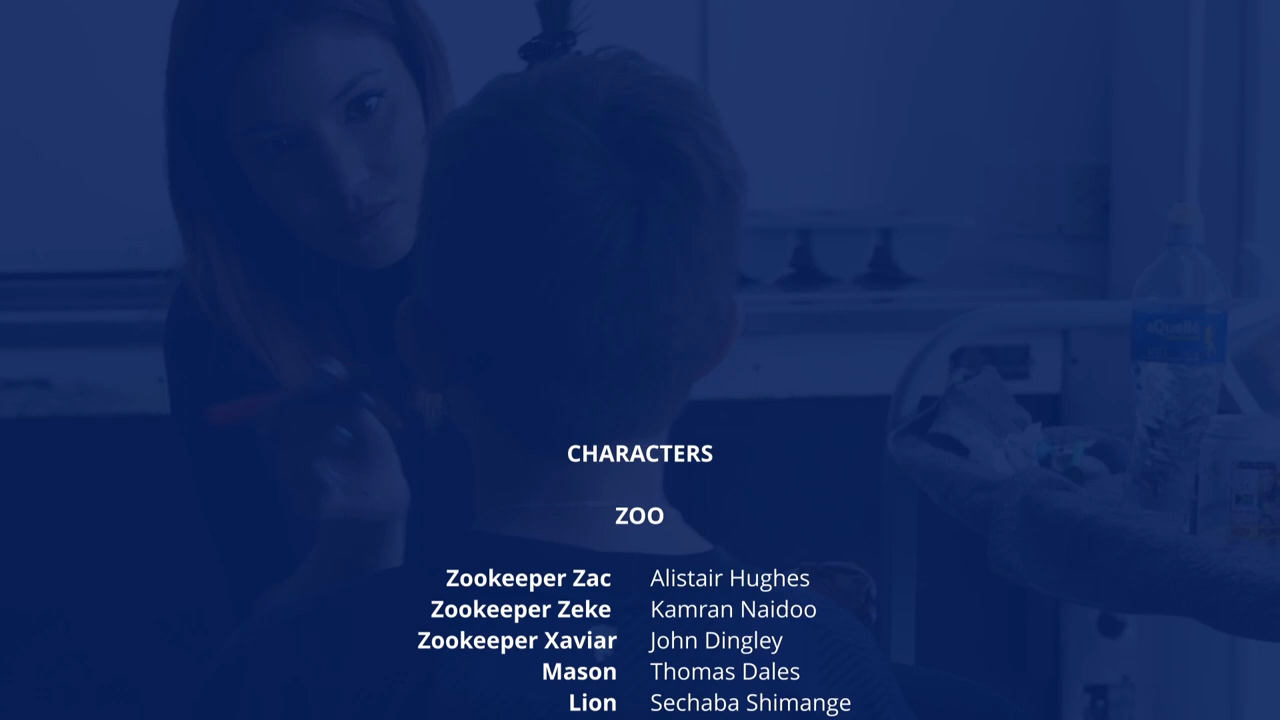 aQuellé
CHARACTERS
ZOO
Zookeeper Zac Alistair Hughes
Zookeeper Zeke Kamran Naidoo
Zookeeper Xaviar John Dingley
Mason Thomas Dales
Lion Sechaba Shimange